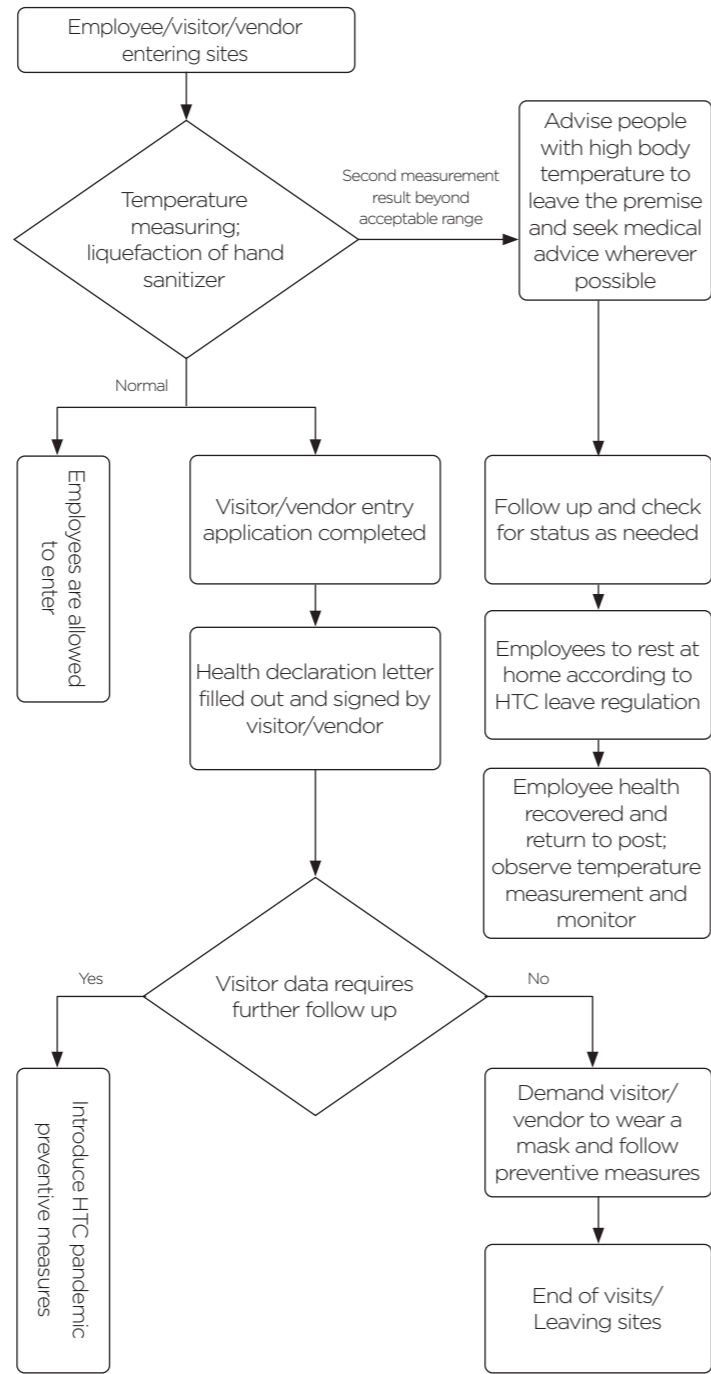 Employee/visitor/vendor
entering sites
Temperature
measuring;
liquefaction of hand
sanitizer
Second measurement
result beyond
acceptable range
Advise people
with high body
temperature to
leave the premise
and seek medical
advice wherever
possible
Normal
Employees are allowed
to enter
Visitor/vendor entry
application completed
Follow up and check
for status as needed
Health declaration letter
filled out and signed by
visitor/vendor
Employees to rest at
home according to
HTC leave regulation
Employee health
recovered and
return to post;
observe temperature
measurement and
monitor
Visitor data requires
further follow up
Yes
No
Introduce HTC pandemic
preventive measures
Demand visitor/
vendor to wear a
mask and follow
preventive measures
End of visits/
Leaving sites